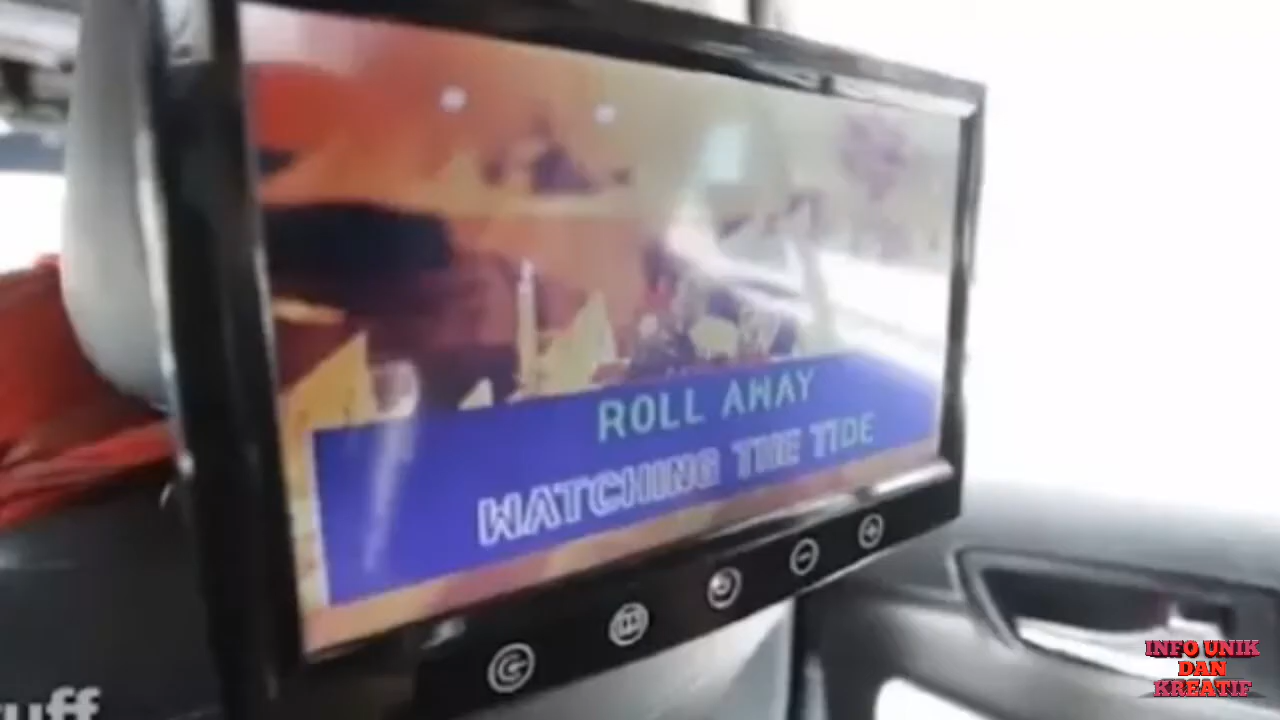 ROLL AWAY
WATCHING THE TIDE
INFO UNIK
DAN
KREATIF